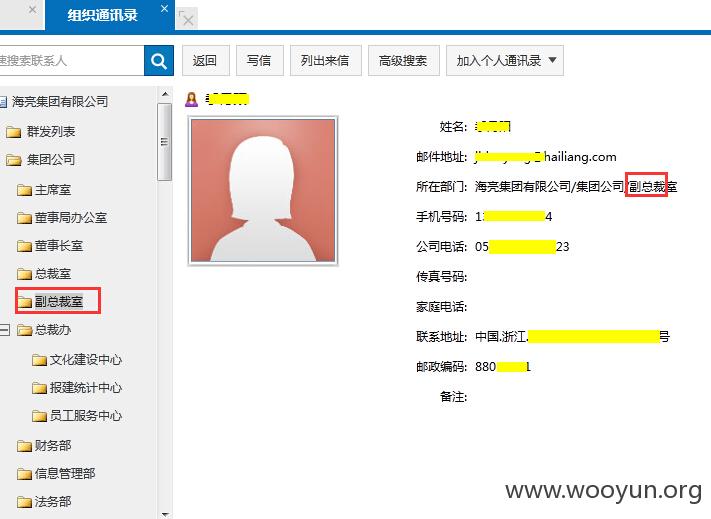 组织通讯录
速搜索联系人
返回 写信 列出来信 高级搜索 加入个人通讯录
海亮集团有限公司
群发列表
集团公司
主席室
董事局办公室
董事长室
总裁室
副总裁室
总裁办
文化建设中心
报建统计中心
员工服务中心
财务部
信息管理部
法务部
姓名:
邮件地址: @hailiang.com
所在部门: 海亮集团有限公司/集团公司/副总裁室
手机号码: 1 4
公司电话: 05 23
传真号码:
家庭电话:
联系地址: 中国.浙江. 号
邮政编码: 880 1
备注:
www.wooyun.org